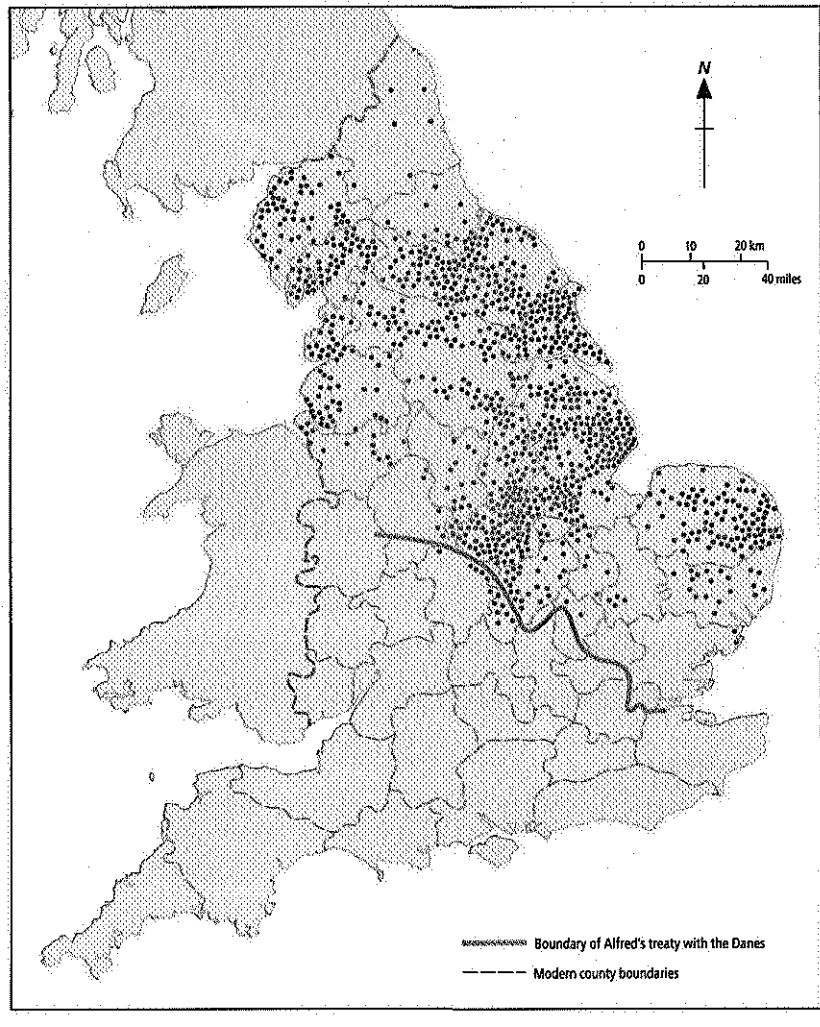 N
0 10 20 km
0 20 40 miles
Boundary of Alfred's treaty with the Danes
Modern county boundaries